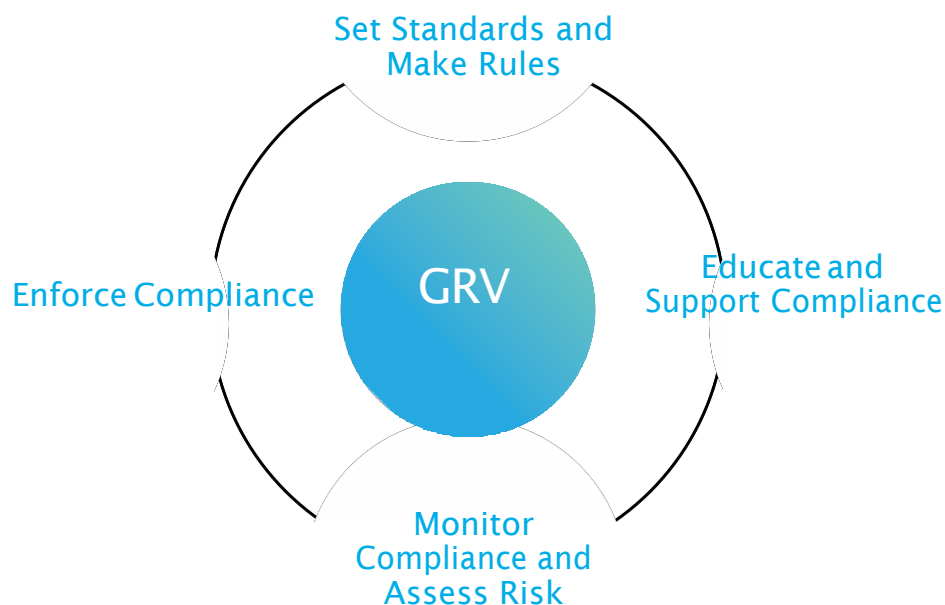 Set Standards and
Make Rules
GRV
Educate and
Support Compliance
Enforce Compliance
Monitor
Compliance and
Assess Risk